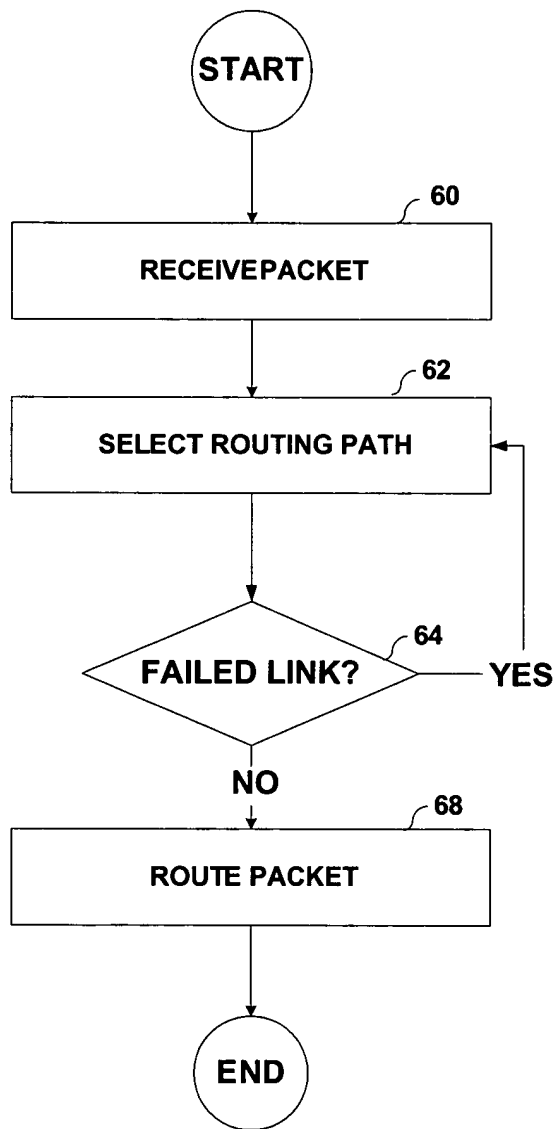 START
60
RECEIVEPACKET
62
SELECT ROUTING PATH
64
FAILED LINK?
YES
NO
68
ROUTE PACKET
END